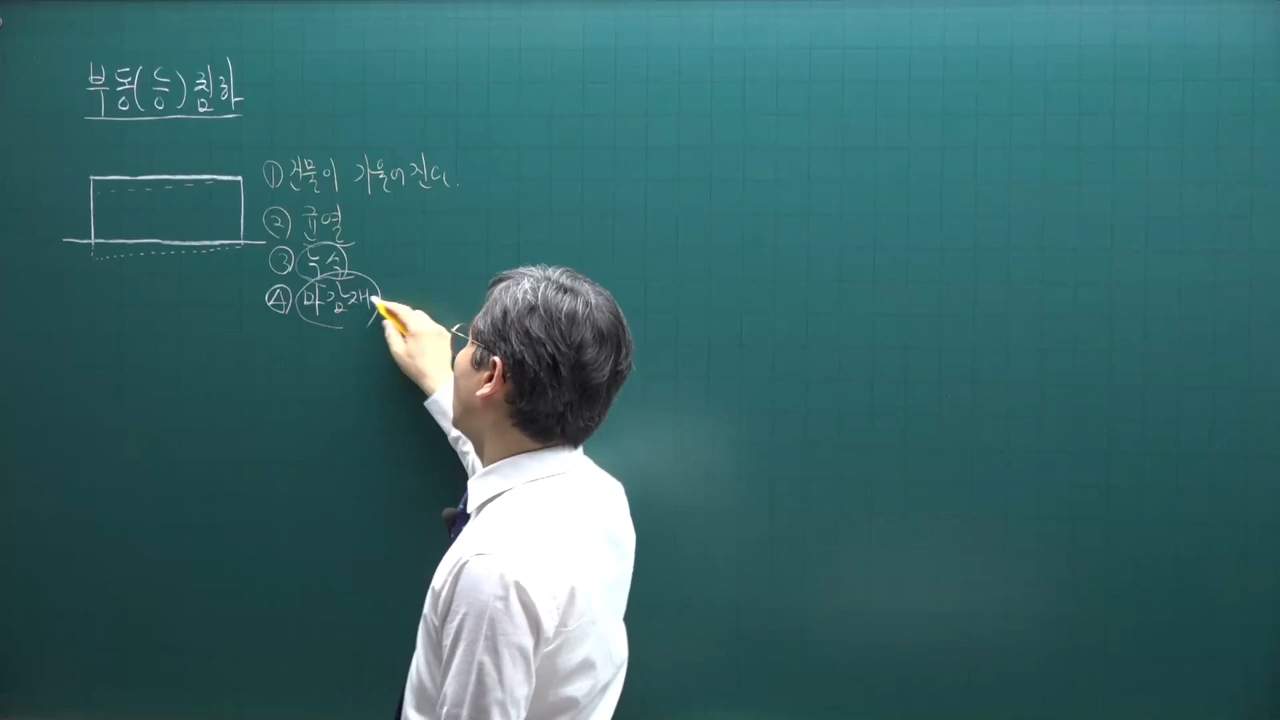 부동(등)침하
① 건물이 기울어진다.
② 균열
③ 누수
④ 마감재